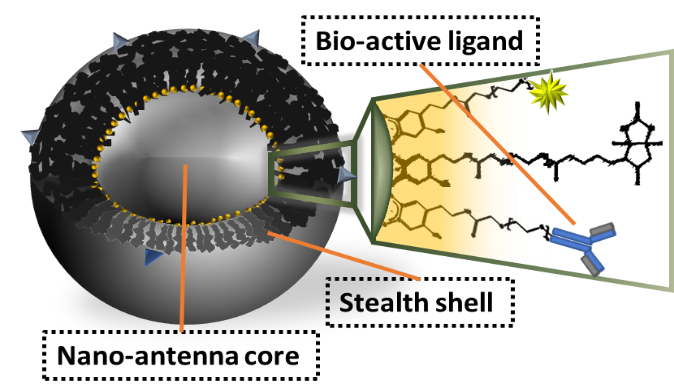 Bio-active ligand
Stealth shell
Nano-antenna core